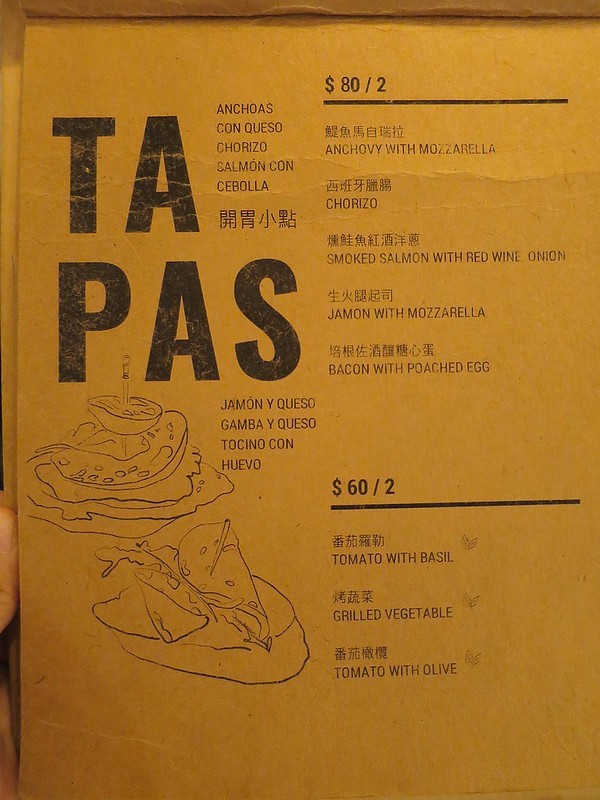 TA
PAS
ANCHOAS
CON QUESO
CHORIZO
SALMÓN CON
CEBOLLA
開胃小點
JAMÓN Y QUESO
GAMBA Y QUESO
TOCINO CON
HUEVO
$ 80 / 2
鯷魚馬自瑞拉
ANCHOVY WITH MOZZARELLA
西班牙臘腸
CHORIZO
燻鮭魚紅酒洋蔥
SMOKED SALMON WITH RED WINE ONION
生火腿起司
JAMON WITH MOZZARELLA
培根佐酒釀糖心蛋
BACON WITH POACHED EGG
$ 60 / 2
番茄羅勒
TOMATO WITH BASIL
烤蔬菜
GRILLED VEGETABLE
番茄橄欖
TOMATO WITH OLIVE